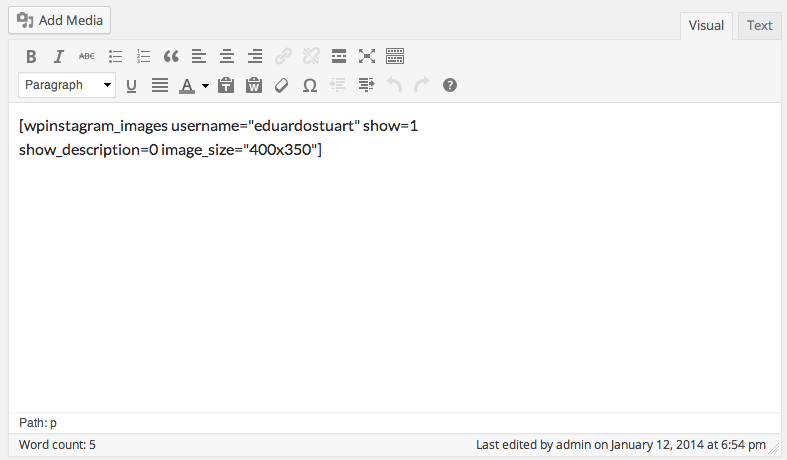 Add Media
Visual
Text
B I ABC
Paragraph U A T W Ω ?
[wpinstagram_images username="eduardostuart" show=1
show_description=0 image_size="400x350"]
Path: p
Word count: 5
Last edited by admin on January 12, 2014 at 6:54 pm